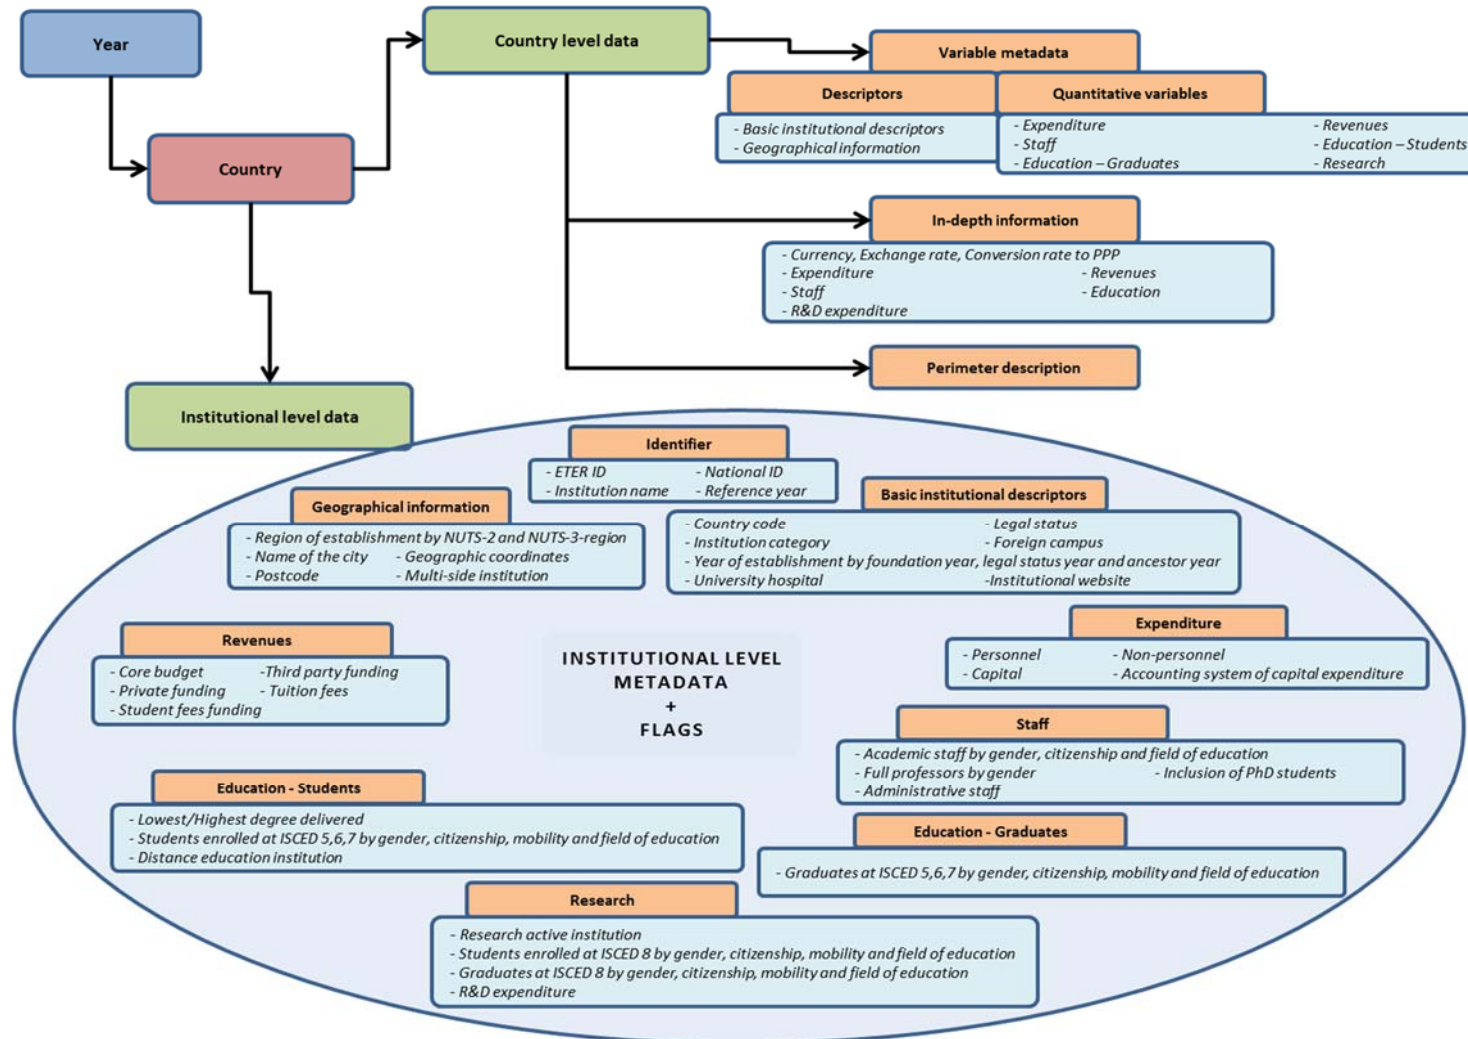 Year
Country level data
Variable metadata
Descriptors
Quantitative variables
- Basic institutional descriptors
- Geographical information
- Expenditure - Revenues
- Staff - Education – Students
- Education – Graduates - Research
Country
In-depth information
- Currency, Exchange rate, Conversion rate to PPP
- Expenditure - Revenues
- Staff - Education
- R&D expenditure
Perimeter description
Institutional level data
Identifier
- ETER ID - National ID
- Institution name - Reference year
Geographical information
- Region of establishment by NUTS-2 and NUTS-3-region
- Name of the city - Geographic coordinates
- Postcode - Multi-side institution
Basic institutional descriptors
- Country code - Legal status
- Institution category - Foreign campus
- Year of establishment by foundation year, legal status year and ancestor year
- University hospital -Institutional website
Revenues
- Core budget -Third party funding
- Private funding - Tuition fees
- Student fees funding
INSTITUTIONAL LEVEL
METADATA
+
FLAGS
Expenditure
- Personnel - Non-personnel
- Capital - Accounting system of capital expenditure
Staff
- Academic staff by gender, citizenship and field of education
- Full professors by gender - Inclusion of PhD students
- Administrative staff
Education - Students
- Lowest/Highest degree delivered
- Students enrolled at ISCED 5,6,7 by gender, citizenship, mobility and field of education
- Distance education institution
Education - Graduates
- Graduates at ISCED 5,6,7 by gender, citizenship, mobility and field of education
Research
- Research active institution
- Students enrolled at ISCED 8 by gender, citizenship, mobility and field of education
- Graduates at ISCED 8 by gender, citizenship, mobility and field of education
- R&D expenditure